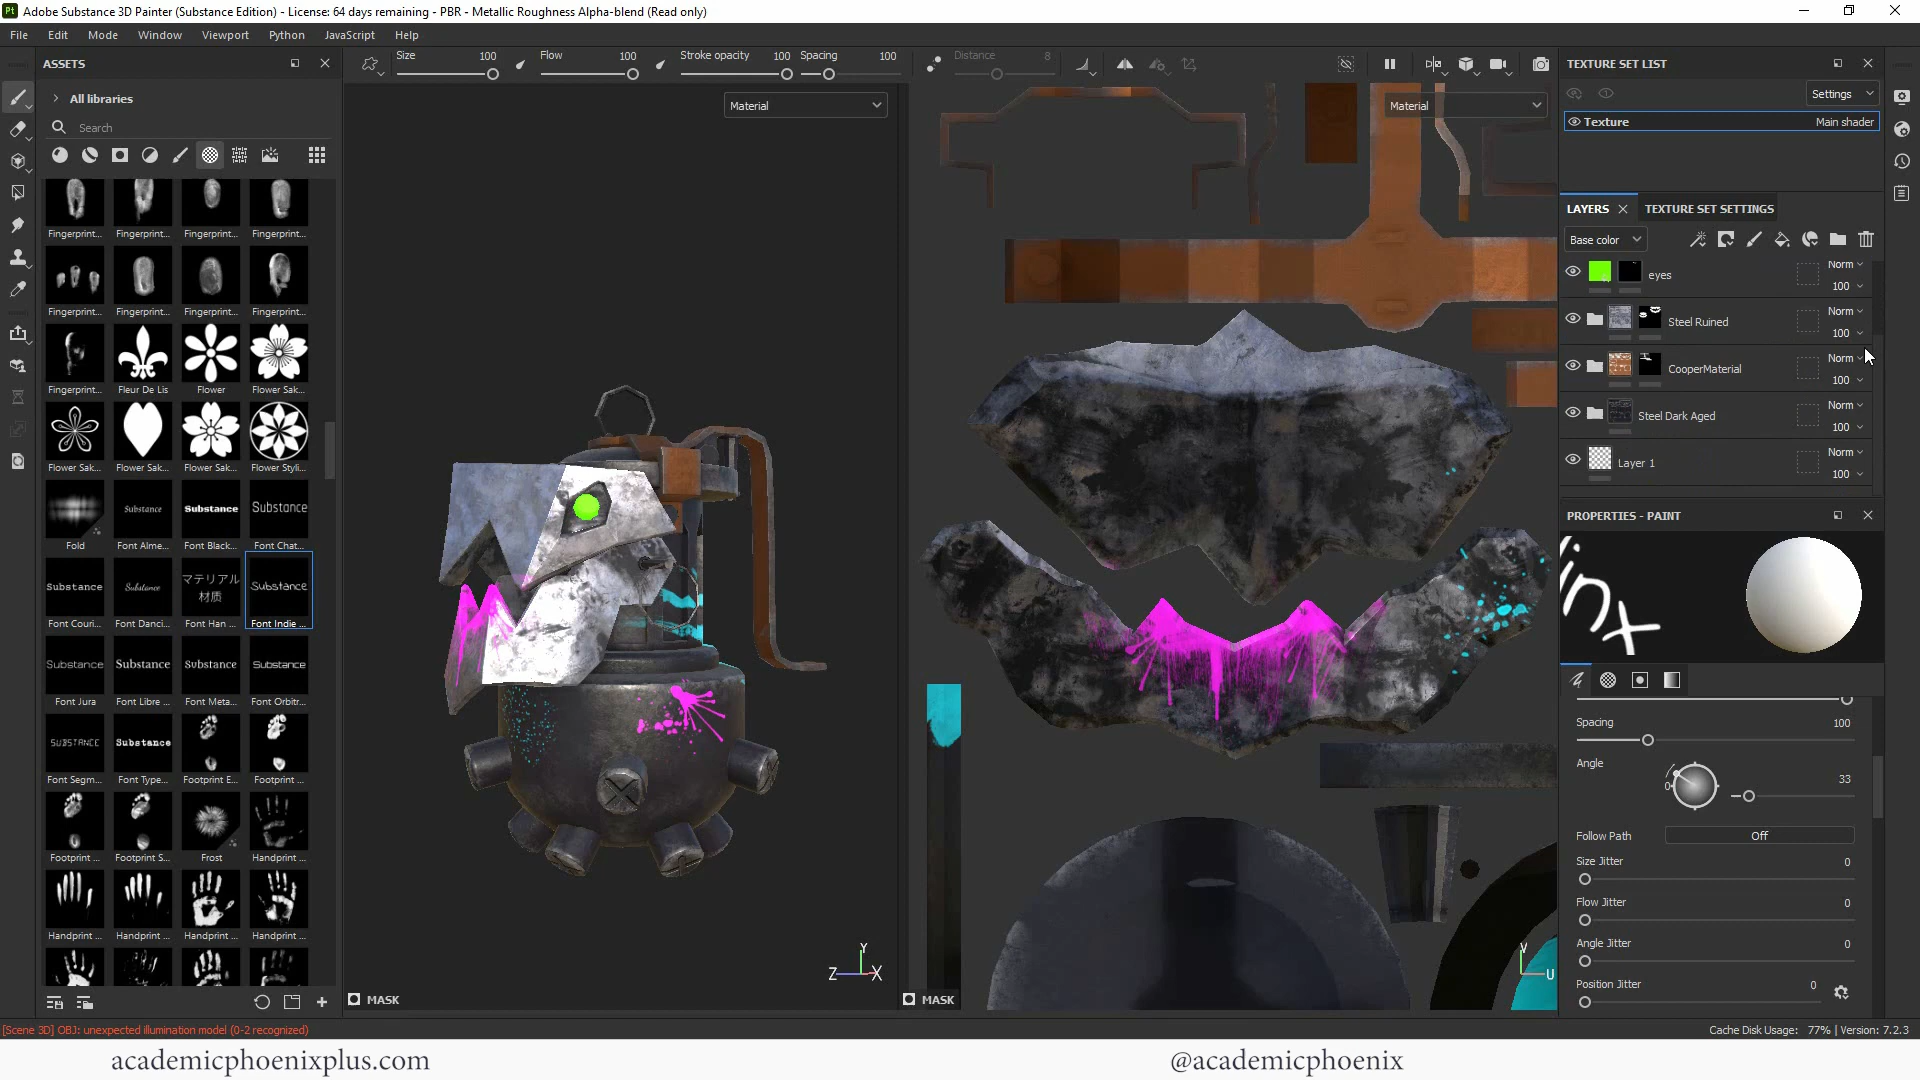 Pt Adobe Substance 3D Painter (Substance Edition) - License: 64 days remaining - PBR - Metallic Roughness Alpha-blend (Read only)
File Edit Mode Window Viewport Python JavaScript Help
ASSETS
All libraries
Search
Fingerprint... Fingerprint... Fingerprint... Fingerprint...
Fingerprint... Fingerprint... Fingerprint... Fingerprint...
Fingerprint... Fleur De Lis Flower Flower Sak...
Flower Sak... Flower Sak... Flower Sak... Flower Styli...
Substance Substance Substance
Fold Font Alme... Font Black... Font Chat...
Substance Substance マテリアル 材质 Substance
Font Couri... Font Danci... Font Han ... Font Indie ...
Substance Substance Substance Substance
Font Jura Font Libre ... Font Meta... Font Orbitr...
SUBSTANCE Substance
Font Segm... Font Type... Footprint E... Footprint ...
Footprint ... Footprint S... Frost Handprint ...
Handprint ... Handprint ... Handprint ... Handprint ...
Size 100 Flow 100 Stroke opacity 100 Spacing 100 Distance 8
Material
Material
Z Y X
V U
MASK
MASK
TEXTURE SET LIST
Settings
Texture Main shader
LAYERS TEXTURE SET SETTINGS
Base color
eyes Norm 100
Steel Ruined Norm 100
CooperMaterial Norm 100
Steel Dark Aged Norm 100
Layer 1 Norm 100
PROPERTIES - PAINT
inx
Spacing 100
Angle 0 33
Follow Path Off
Size Jitter 0
Flow Jitter 0
Angle Jitter 0
Position Jitter 0
[Scene 3D] OBJ: unexpected illumination model (0-2 recognized)
Cache Disk Usage: 77% | Version: 7.2.3
academicphoenixplus.com
@academicphoenix